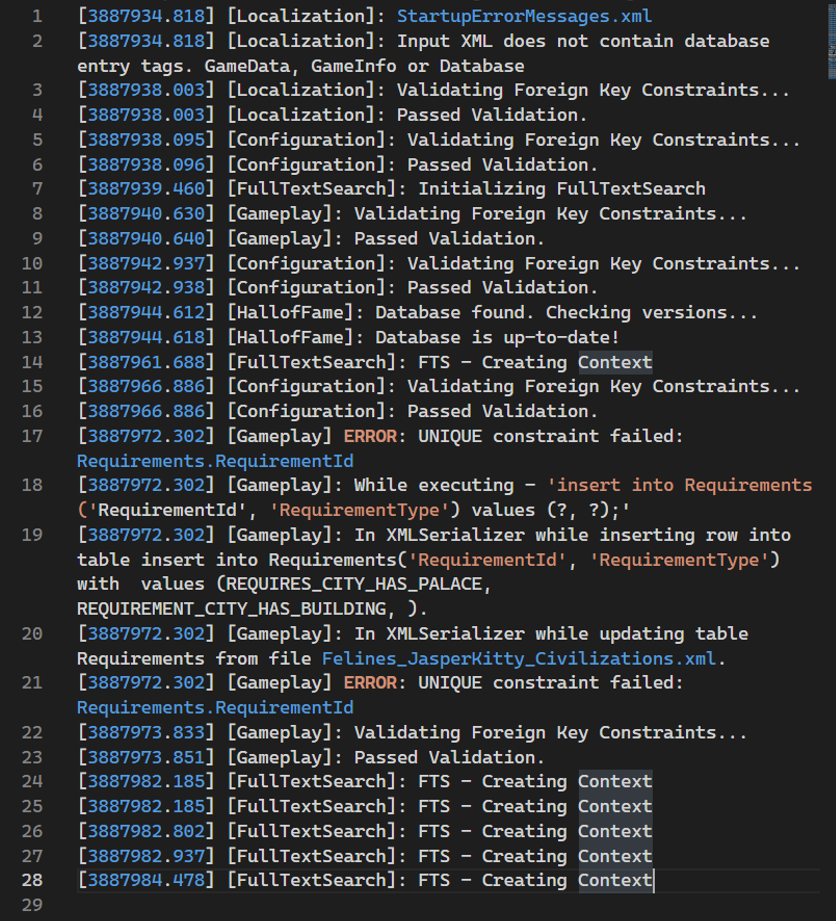 1 [3887934.818] [Localization]: StartupErrorMessages.xml
2 [3887934.818] [Localization]: Input XML does not contain database
entry tags. GameData, GameInfo or Database
3 [3887938.003] [Localization]: Validating Foreign Key Constraints...
4 [3887938.003] [Localization]: Passed Validation.
5 [3887938.095] [Configuration]: Validating Foreign Key Constraints...
6 [3887938.096] [Configuration]: Passed Validation.
7 [3887939.460] [FullTextSearch]: Initializing FullTextSearch
8 [3887940.630] [Gameplay]: Validating Foreign Key Constraints...
9 [3887940.640] [Gameplay]: Passed Validation.
10 [3887942.937] [Configuration]: Validating Foreign Key Constraints...
11 [3887942.938] [Configuration]: Passed Validation.
12 [3887944.612] [HallofFame]: Database found. Checking versions...
13 [3887944.618] [HallofFame]: Database is up-to-date!
14 [3887961.688] [FullTextSearch]: FTS - Creating Context
15 [3887966.886] [Configuration]: Validating Foreign Key Constraints...
16 [3887966.886] [Configuration]: Passed Validation.
17 [3887972.302] [Gameplay] ERROR: UNIQUE constraint failed:
Requirements.RequirementId
18 [3887972.302] [Gameplay]: While executing - 'insert into Requirements
('RequirementId', 'RequirementType') values (?, ?);'
19 [3887972.302] [Gameplay]: In XMLSerializer while inserting row into
table insert into Requirements('RequirementId', 'RequirementType')
with  values (REQUIRES_CITY_HAS_PALACE,
REQUIREMENT_CITY_HAS_BUILDING, ).
20 [3887972.302] [Gameplay]: In XMLSerializer while updating table
Requirements from file Felines_JasperKitty_Civilizations.xml.
21 [3887972.302] [Gameplay] ERROR: UNIQUE constraint failed:
Requirements.RequirementId
22 [3887973.833] [Gameplay]: Validating Foreign Key Constraints...
23 [3887973.851] [Gameplay]: Passed Validation.
24 [3887982.185] [FullTextSearch]: FTS - Creating Context
25 [3887982.185] [FullTextSearch]: FTS - Creating Context
26 [3887982.802] [FullTextSearch]: FTS - Creating Context
27 [3887982.937] [FullTextSearch]: FTS - Creating Context
28 [3887984.478] [FullTextSearch]: FTS - Creating Context
29